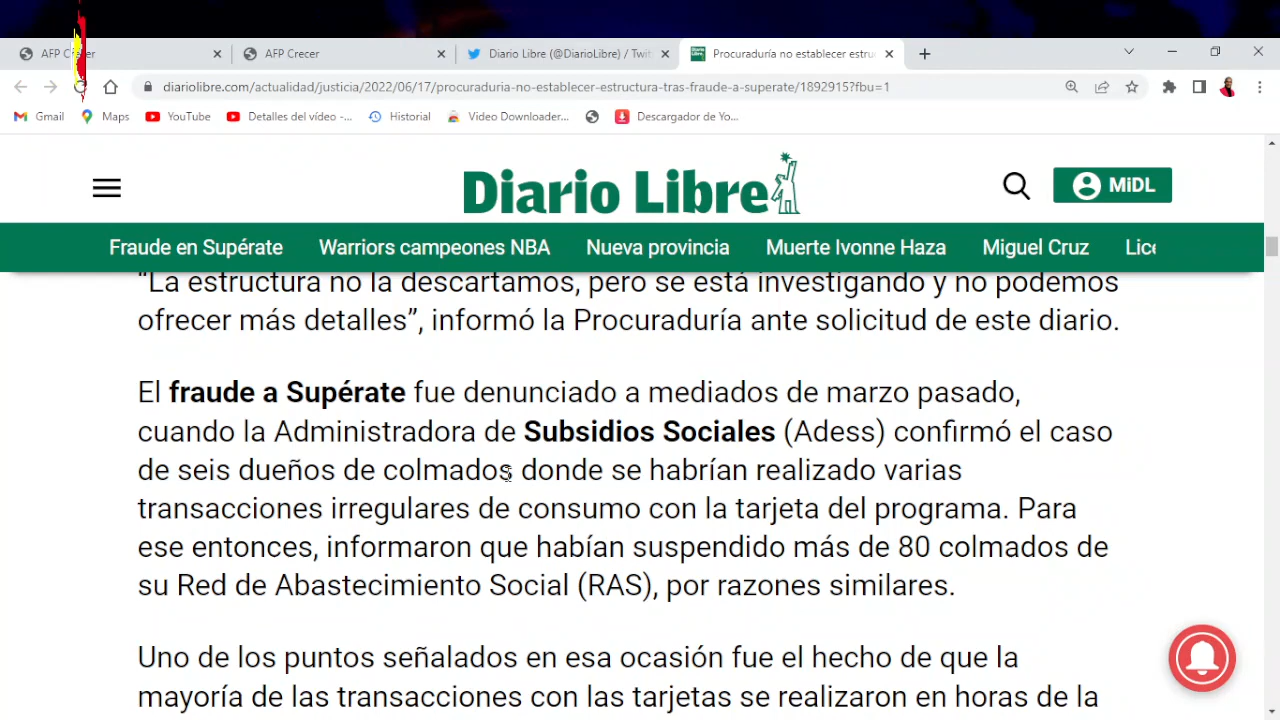 AFP Crecer
AFP Crecer
Diario Libre (@DiarioLibre) / Twit
Procuraduría no establecer estru
diariolibre.com/actualidad/justicia/2022/06/17/procuraduria-no-establecer-estructura-tras-fraude-a-superate/1892915?fbu=1
Gmail
Maps
YouTube
Detalles del vídeo -...
Historial
Video Downloader...
Descargador de Yo...
Diario Libre
MiDL
Fraude en Supérate
Warriors campeones NBA
Nueva provincia
Muerte Ivonne Haza
Miguel Cruz
Lice
“La estructura no la descartamos, pero se está investigando y no podemos
ofrecer más detalles”, informó la Procuraduría ante solicitud de este diario.
El fraude a Supérate fue denunciado a mediados de marzo pasado,
cuando la Administradora de Subsidios Sociales (Adess) confirmó el caso
de seis dueños de colmados donde se habrían realizado varias
transacciones irregulares de consumo con la tarjeta del programa. Para
ese entonces, informaron que habían suspendido más de 80 colmados de
su Red de Abastecimiento Social (RAS), por razones similares.
Uno de los puntos señalados en esa ocasión fue el hecho de que la
mayoría de las transacciones con las tarjetas se realizaron en horas de la